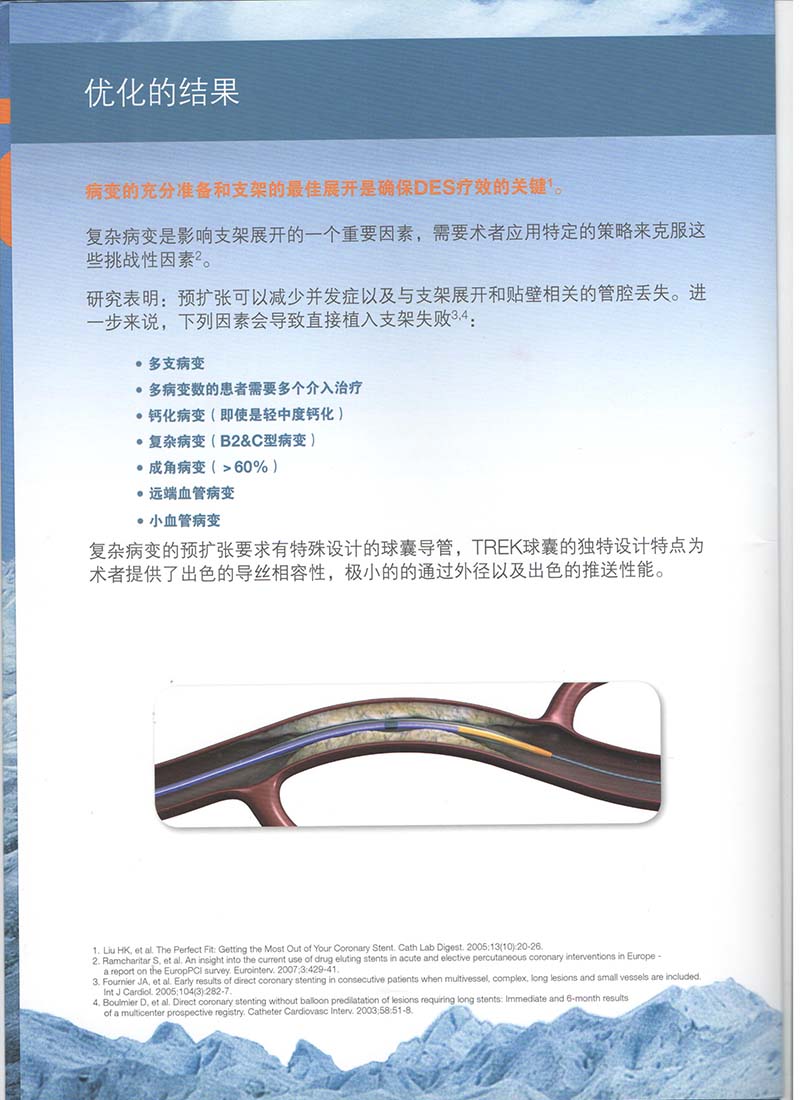 优化的结果
病变的充分准备和支架的最佳展开是确保DES疗效的关键¹。
复杂病变是影响支架展开的一个重要因素，需要术者应用特定的策略来克服这
些挑战性因素²。
研究表明：预扩张可以减少并发症以及与支架展开和贴壁相关的管腔丢失。进
一步来说，下列因素会导致直接植入支架失败³,⁴：
• 多支病变
• 多病变数的患者需要多个介入治疗
• 钙化病变（即使是轻中度钙化）
• 复杂病变（B2&C型病变）
• 成角病变（>60%）
• 远端血管病变
• 小血管病变
复杂病变的预扩张要求有特殊设计的球囊导管，TREK球囊的独特设计特点为
术者提供了出色的导丝相容性，极小的的通过外径以及出色的推送性能。
1. Liu HK, et al. The Perfect Fit: Getting the Most Out of Your Coronary Stent. Cath Lab Digest. 2005;13(10):20-26.
2. Ramcharitar S, et al. An insight into the current use of drug eluting stents in acute and elective percutaneous coronary interventions in Europe -
a report on the EuropPCI survey. Eurointerv. 2007;3:429-41.
3. Fournier JA, et al. Early results of direct coronary stenting in consecutive patients when multivessel, complex, long lesions and small vessels are included.
Int J Cardiol. 2005;104(3):282-7.
4. Boulmier D, et al. Direct coronary stenting without balloon predilatation of lesions requiring long stents: Immediate and 6-month results
of a multicenter prospective registry. Catheter Cardiovasc Interv. 2003;58:51-8.